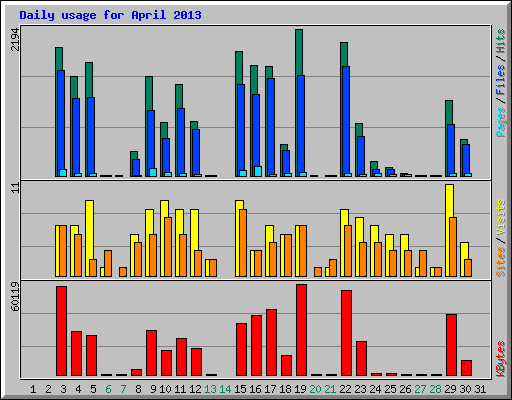 Daily usage for April 2013
2194
Pages/Files/Hits
11
Sites/Visits
60119
KBytes
1 2 3 4 5 6 7 8 9 10 11 12 13 14 15 16 17 18 19 20 21 22 23 24 25 26 27 28 29 30 31